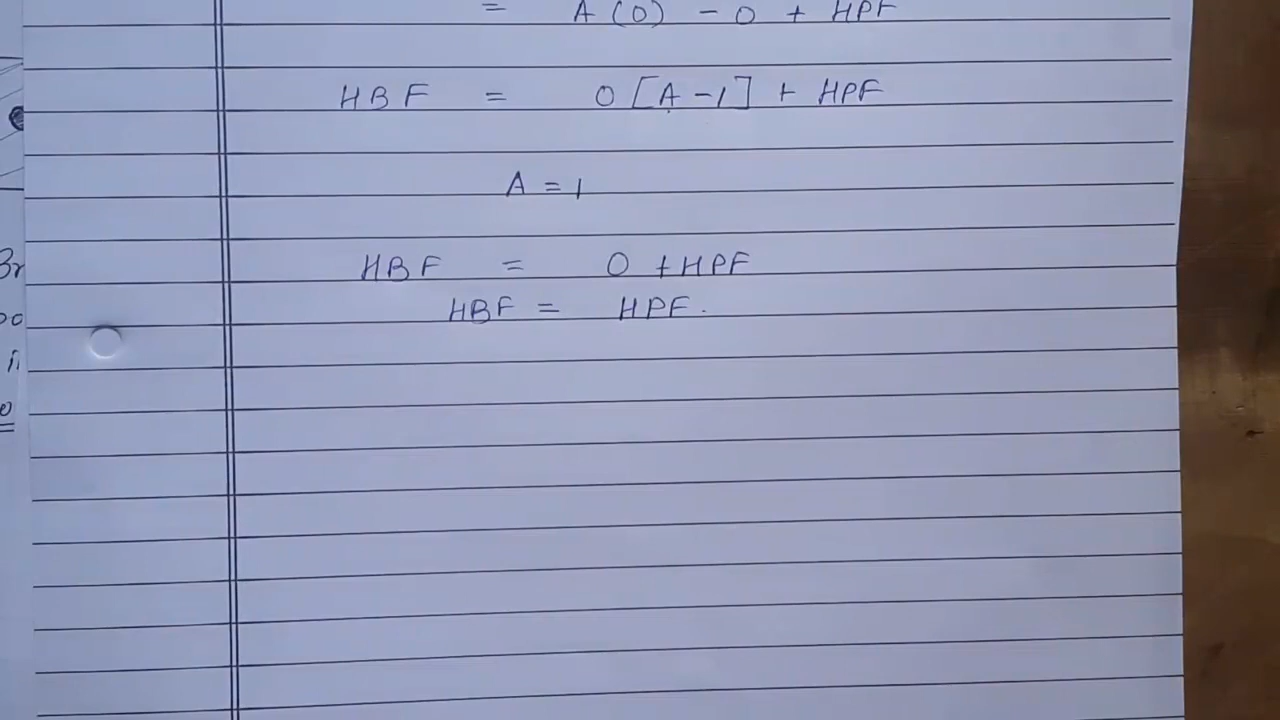 = A (0) - 0 + HPF
HBF = 0 [A - 1] + HPF
A = 1
HBF = 0 + HPF
HBF = HPF.